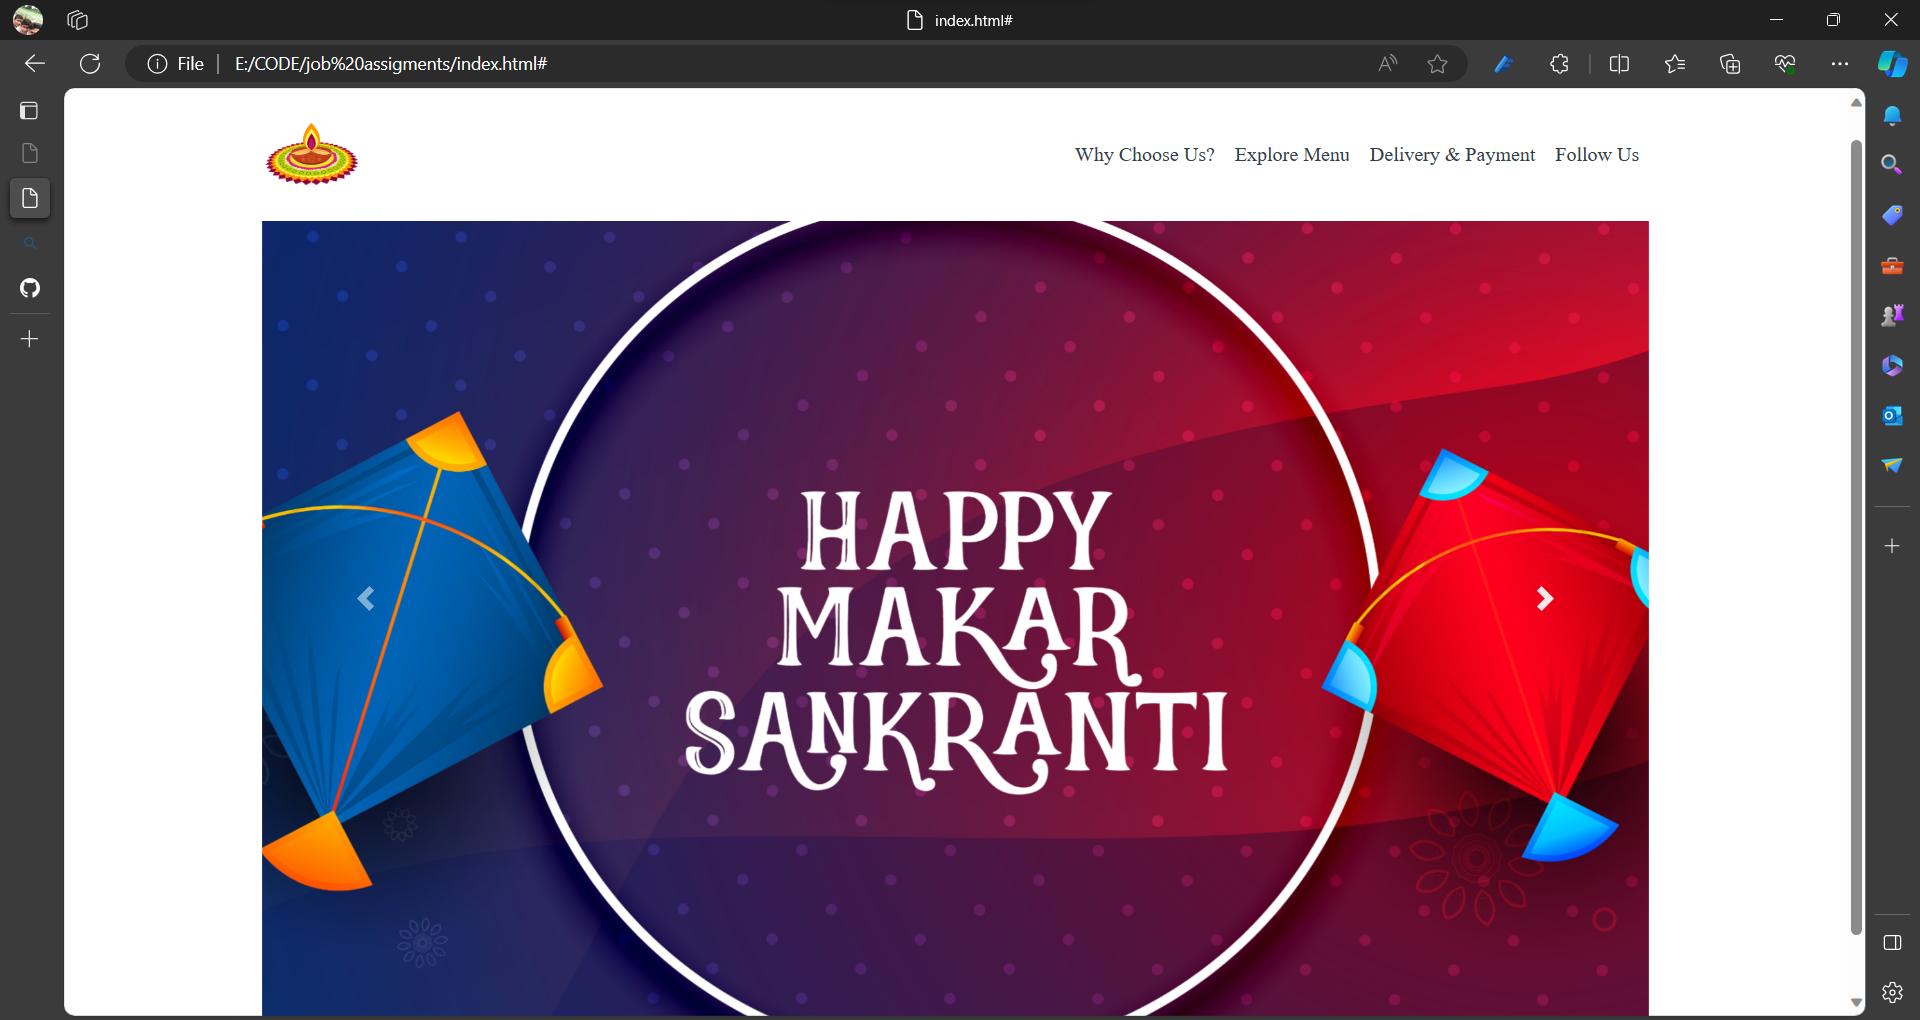 index.html#
File
E:/CODE/job%20assigments/index.html#
Why Choose Us? Explore Menu Delivery & Payment Follow Us
HAPPY
MAKAR
SANKRANTI